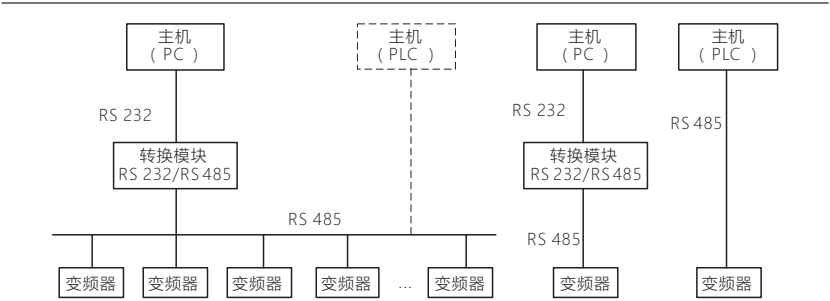 主机
（ PC ）
主机
（ PLC ）
主机
（ PC ）
主机
（ PLC ）
RS 232
RS 232
RS 485
转换模块
RS 232/RS 485
转换模块
RS 232/RS 485
RS 485
RS 485
变频器
变频器
变频器
变频器
...
变频器
变频器
变频器